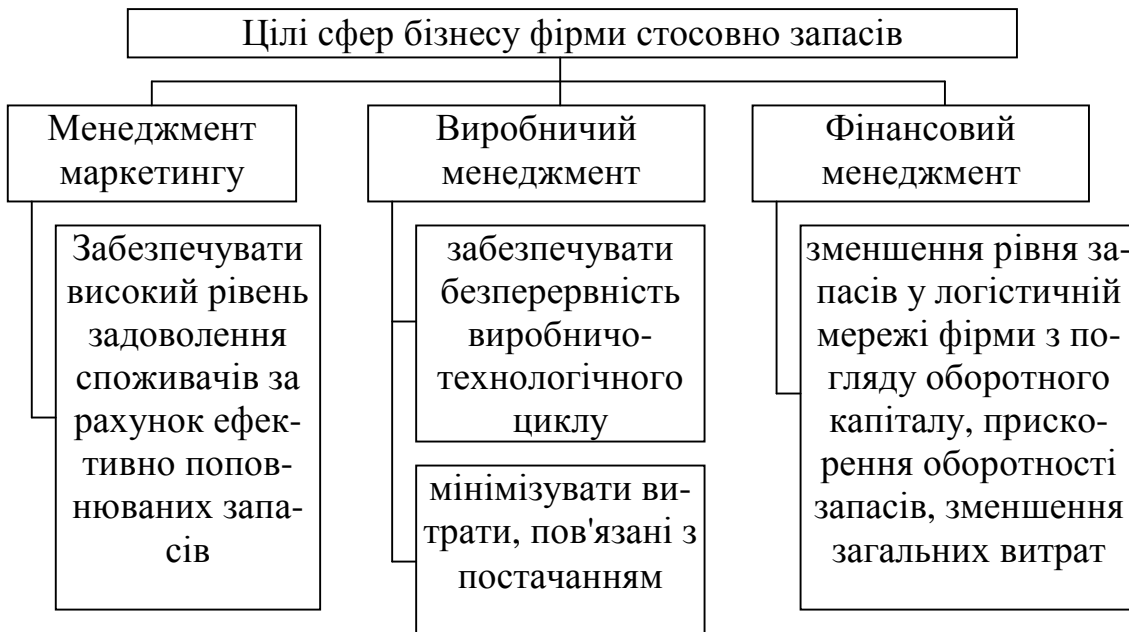 Цілі сфер бізнесу фірми стосовно запасів
Менеджмент
маркетингу
Забезпечувати
високий рівень
задоволення
споживачів за
рахунок ефек-
тивно попов-
нюваних запа-
сів
Виробничий
менеджмент
забезпечувати
безперервність
виробничо-
технологічного
циклу
мінімізувати ви-
трати, пов'язані з
постачанням
Фінансовий
менеджмент
зменшення рівня за-
пасів у логістичній
мережі фірми з по-
гляду оборотного
капіталу, приско-
рення оборотності
запасів, зменшення
загальних витрат